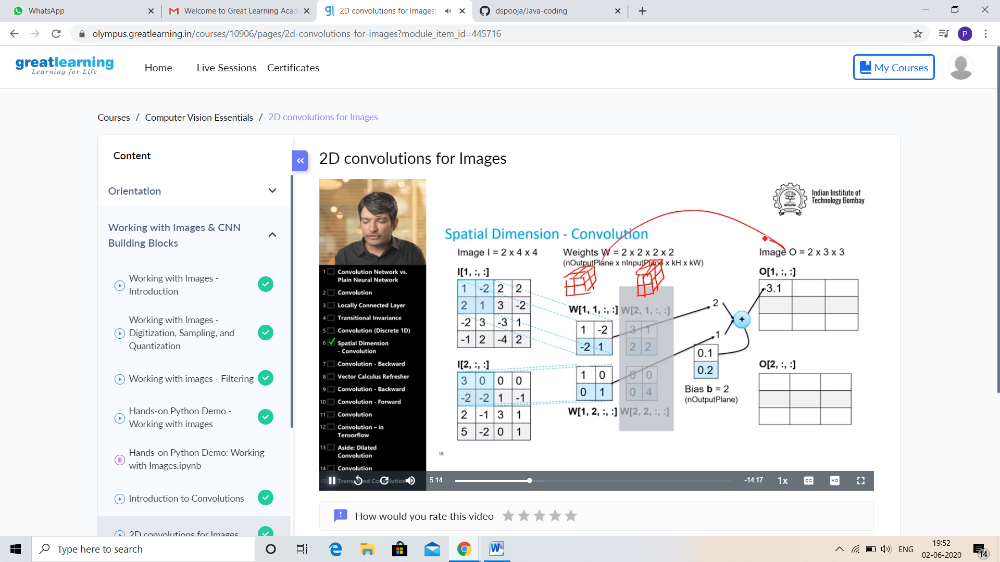 WhatsApp
Welcome to Great Learning Acad
2D convolutions for Images:
dspooja/Java-coding
olympus.greatlearning.in/courses/10906/pages/2d-convolutions-for-images?module_item_id=445716
P
greatlearning
Learning for Life
Home Live Sessions Certificates
My Courses
Courses / Computer Vision Essentials / 2D convolutions for Images
Content
Orientation
Working with Images & CNN
Building Blocks
Working with Images -
Introduction
Working with Images -
Digitization, Sampling, and
Quantization
Working with images - Filtering
Hands-on Python Demo -
Working with images
Hands-on Python Demo: Working
with Images.ipynb
Introduction to Convolutions
2D convolutions for Images
2D convolutions for Images
1 Convolution Network vs.
Plain Neural Network
2 Convolution
3 Locally Connected Layer
4 Transitional Invariance
5 Convolution (Discrete 1D)
6 Spatial Dimension
- Convolution
7 Convolution - Backward
8 Vector Calculus Refresher
9 Convolution - Backward
10 Convolution - Forward
11 Convolution
12 Convolution – in
Tensorflow
13 Aside: Dilated
Convolution
14 Convolution
15 Transposed Convolution
Indian Institute of
Technology Bombay
Spatial Dimension - Convolution
Image I = 2 x 4 x 4
Weights W = 2 x 2 x 2 x 2
(nOutputPlane x nInputPlane x kH x kW)
Image O = 2 x 3 x 3
I[1, :, :]
1 -2 2 2
2 1 3 -2
-2 3 -3 1
-1 2 -4 2
I[2, :, :]
3 0 0 0
-2 -2 1 -1
2 -1 3 1
5 -2 0 1
W[1, 1, :, :] W[2, 1, :, :]
1 -2 3 1
-2 1 2 2
1 0 0 0
0 1 0 4
W[1, 2, :, :] W[2, 2, :, :]
2
1
+
0.1
0.2
Bias b = 2
(nOutputPlane)
O[1, :, :]
-3.1
O[2, :, :]
15
5:14
-14:17
1x
CC
HD
How would you rate this video
Type here to search
ENG
19:52
02-06-2020
14